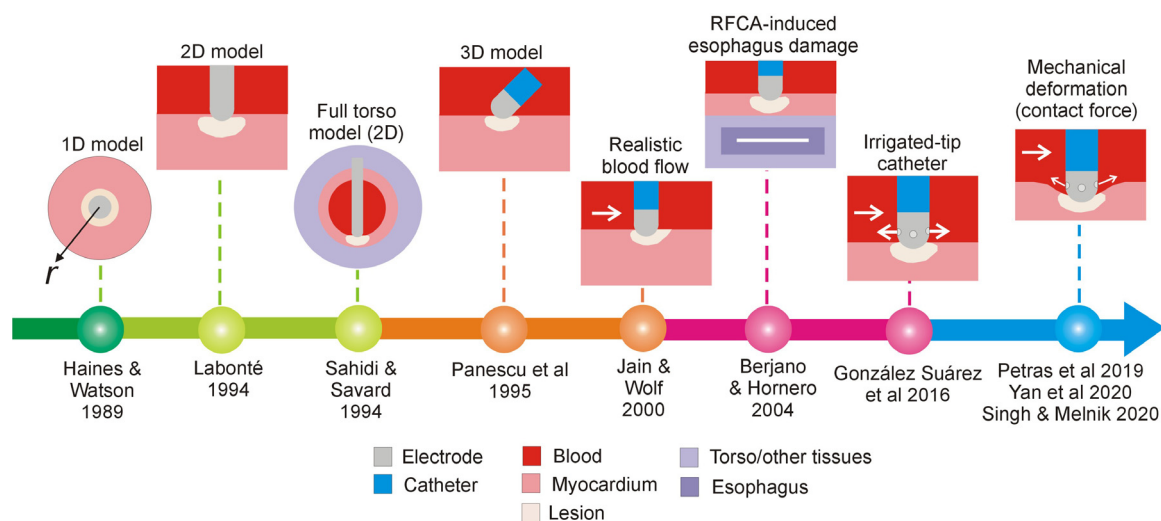 1D model
r
2D model
Full torso
model (2D)
3D model
Realistic
blood flow
RFCA-induced
esophagus damage
Irrigated-tip
catheter
Mechanical
deformation
(contact force)
Haines &
Watson
1989
Labonté
1994
Sahidi &
Savard
1994
Panescu et al
1995
Jain &
Wolf
2000
Berjano
& Hornero
2004
González Suárez
et al 2016
Petras et al 2019
Yan et al 2020
Singh & Melnik 2020
Electrode
Catheter
Blood
Myocardium
Lesion
Torso/other tissues
Esophagus